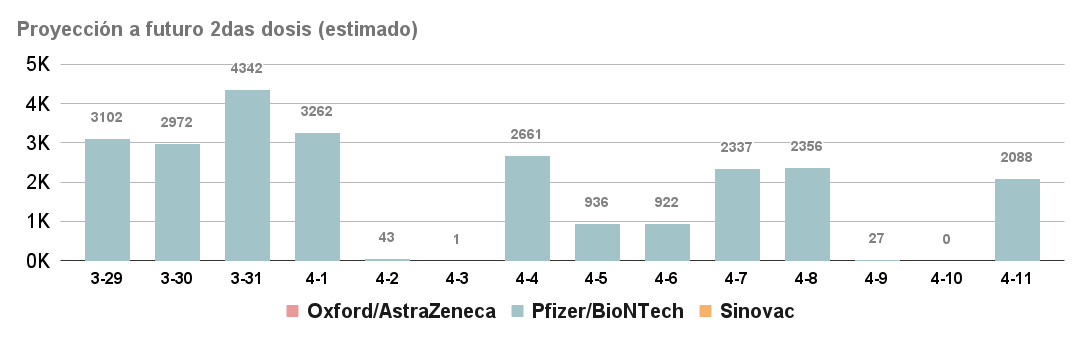 Proyección a futuro 2das dosis (estimado)
5K
4K
3K
2K
1K
0K
3102
2972
4342
3262
43
1
2661
936
922
2337
2356
27
0
2088
3-29 3-30 3-31 4-1 4-2 4-3 4-4 4-5 4-6 4-7 4-8 4-9 4-10 4-11
Oxford/AstraZeneca Pfizer/BioNTech Sinovac